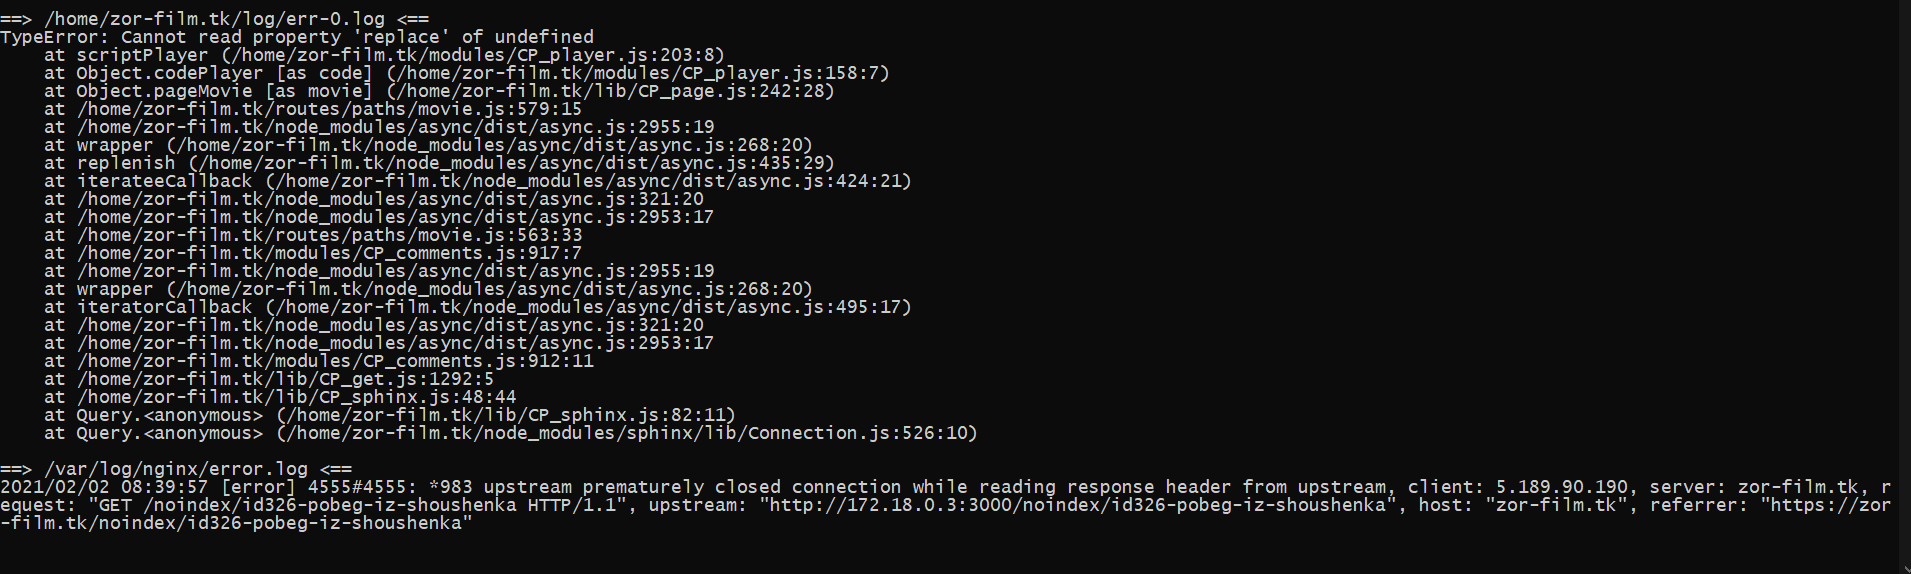 ==> /home/zor-film.tk/log/err-0.log <==
TypeError: Cannot read property 'replace' of undefined
    at scriptPlayer (/home/zor-film.tk/modules/CP_player.js:203:8)
    at Object.codePlayer [as code] (/home/zor-film.tk/modules/CP_player.js:158:7)
    at Object.pageMovie [as movie] (/home/zor-film.tk/lib/CP_page.js:242:28)
    at /home/zor-film.tk/routes/paths/movie.js:579:15
    at /home/zor-film.tk/node_modules/async/dist/async.js:2955:19
    at wrapper (/home/zor-film.tk/node_modules/async/dist/async.js:268:20)
    at replenish (/home/zor-film.tk/node_modules/async/dist/async.js:435:29)
    at iterateeCallback (/home/zor-film.tk/node_modules/async/dist/async.js:424:21)
    at /home/zor-film.tk/node_modules/async/dist/async.js:321:20
    at /home/zor-film.tk/node_modules/async/dist/async.js:2953:17
    at /home/zor-film.tk/routes/paths/movie.js:563:33
    at /home/zor-film.tk/modules/CP_comments.js:917:7
    at /home/zor-film.tk/node_modules/async/dist/async.js:2955:19
    at wrapper (/home/zor-film.tk/node_modules/async/dist/async.js:268:20)
    at iteratorCallback (/home/zor-film.tk/node_modules/async/dist/async.js:495:17)
    at /home/zor-film.tk/node_modules/async/dist/async.js:321:20
    at /home/zor-film.tk/node_modules/async/dist/async.js:2953:17
    at /home/zor-film.tk/modules/CP_comments.js:912:11
    at /home/zor-film.tk/lib/CP_get.js:1292:5
    at /home/zor-film.tk/lib/CP_sphinx.js:48:44
    at Query.<anonymous> (/home/zor-film.tk/lib/CP_sphinx.js:82:11)
    at Query.<anonymous> (/home/zor-film.tk/node_modules/sphinx/lib/Connection.js:526:10)

==> /var/log/nginx/error.log <==
2021/02/02 08:39:57 [error] 4555#4555: *983 upstream prematurely closed connection while reading response header from upstream, client: 5.189.90.190, server: zor-film.tk, r
equest: "GET /noindex/id326-pobeg-iz-shoushenka HTTP/1.1", upstream: "http://172.18.0.3:3000/noindex/id326-pobeg-iz-shoushenka", host: "zor-film.tk", referrer: "https://zor
-film.tk/noindex/id326-pobeg-iz-shoushenka"